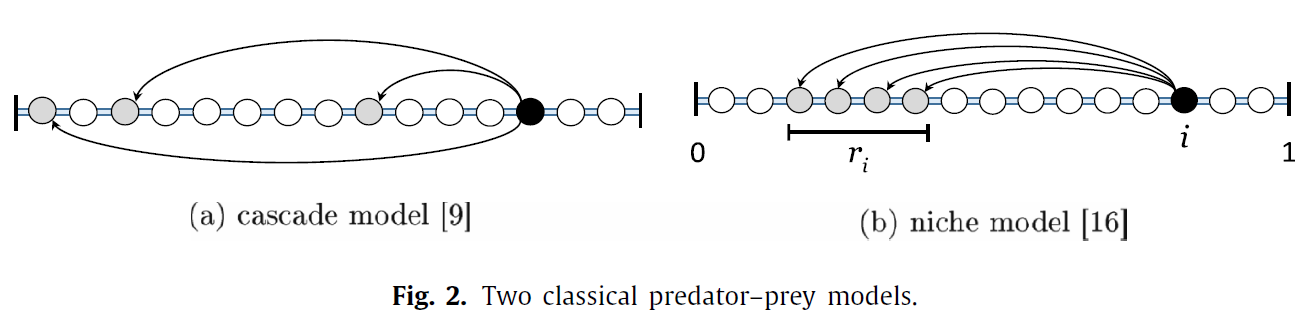 0
r_i
i
1
(a) cascade model [9]
(b) niche model [16]
Fig. 2. Two classical predator–prey models.